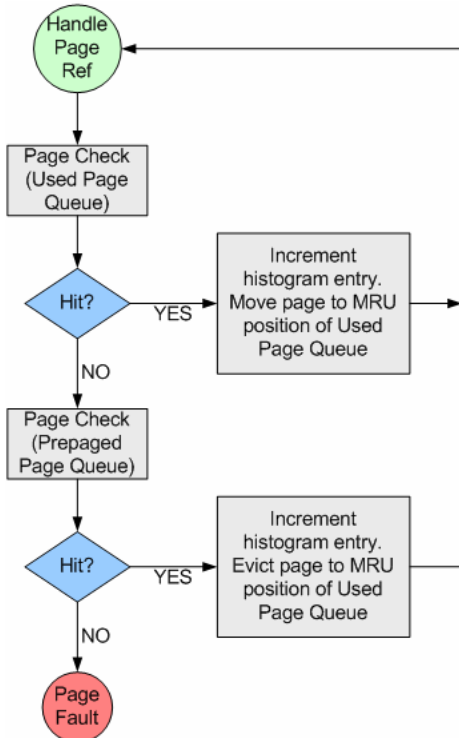 Handle
Page
Ref
Page Check
(Used Page
Queue)
Hit?
YES
Increment
histogram entry.
Move page to MRU
position of Used
Page Queue
NO
Page Check
(Prepaged
Page Queue)
Hit?
YES
Increment
histogram entry.
Evict page to MRU
position of Used
Page Queue
NO
Page
Fault